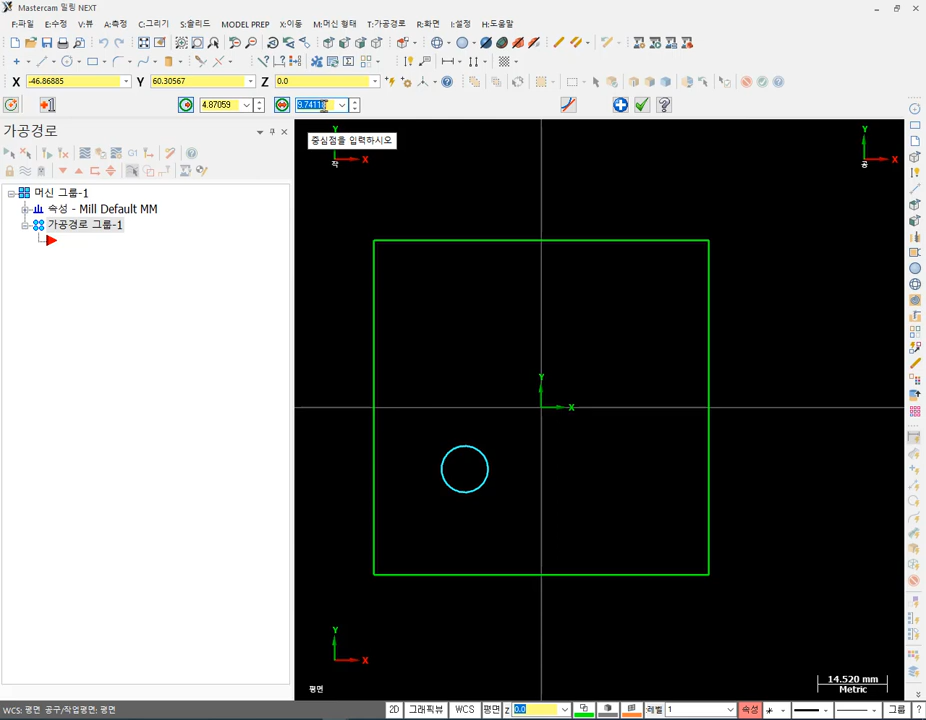 Mastercam 밀링 NEXT
F:파일 E:수정 V:뷰 A:측정 C:그리기 S:솔리드 MODEL PREP X:이동 M:머신 형태 T:가공경로 R:화면 I:설정 H:도움말
X -46.86885 Y 60.30567 Z 0.0
+1 4.87059 9.7411
중심점을 입력하시오
가공경로
G1
머신 그룹-1
속성 - Mill Default MM
가공경로 그룹-1
Y
X
작
Y
X
공
Y
X
Y
X
평면
14.520 mm
Metric
WCS: 평면 공구/작업평면: 평면 2D 그래픽뷰 WCS 평면 z 0.0 레벨 1 속성 그룹 ?